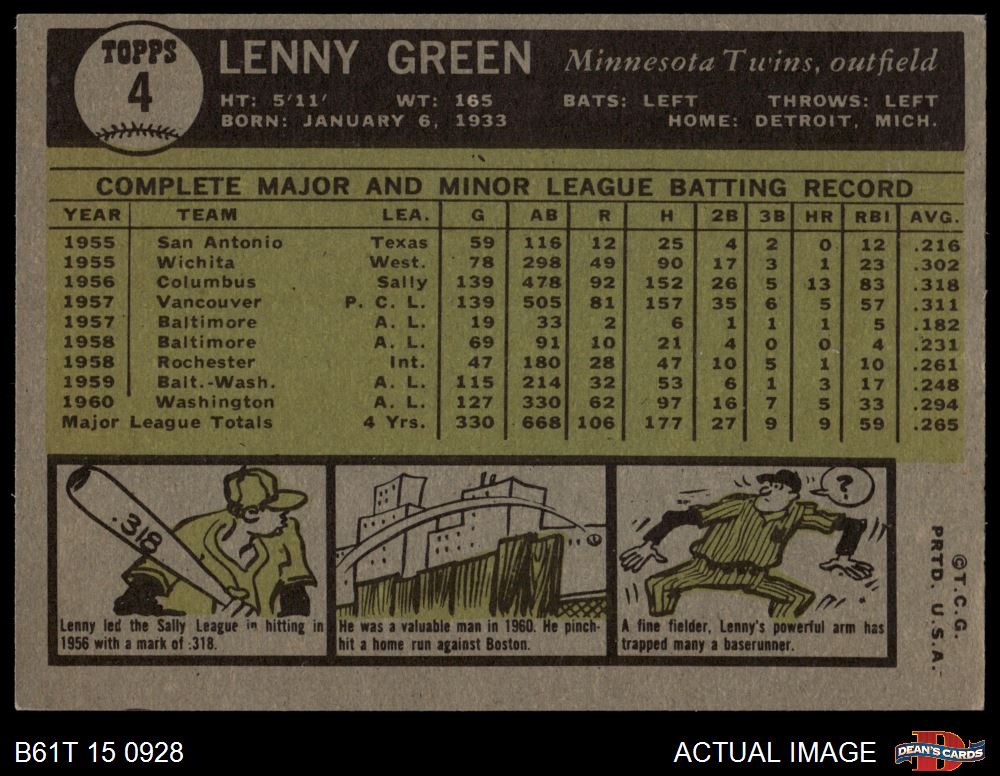 TOPPS
4
LENNY GREEN
Minnesota Twins, outfield
HT: 5'11' WT: 165 BATS: LEFT THROWS: LEFT
BORN: JANUARY 6, 1933 HOME: DETROIT, MICH.
COMPLETE MAJOR AND MINOR LEAGUE BATTING RECORD
YEAR TEAM LEA. G AB R H 2B 3B HR RBI AVG.
1955 San Antonio Texas 59 116 12 25 4 2 0 12 .216
1955 Wichita West. 78 298 49 90 17 3 1 23 .302
1956 Columbus Sally 139 478 92 152 26 5 13 83 .318
1957 Vancouver P. C. L. 139 505 81 157 35 6 5 57 .311
1957 Baltimore A. L. 19 33 2 6 1 1 1 5 .182
1958 Baltimore A. L. 69 91 10 21 4 0 0 4 .231
1958 Rochester Int. 47 180 28 47 10 5 1 10 .261
1959 Balt.-Wash. A. L. 115 214 32 53 6 1 3 17 .248
1960 Washington A. L. 127 330 62 97 16 7 5 33 .294
Major League Totals 4 Yrs. 330 668 106 177 27 9 9 59 .265
.318
Lenny led the Sally League in hitting in
1956 with a mark of .318.
He was a valuable man in 1960. He pinch-
hit a home run against Boston.
?
A fine fielder, Lenny's powerful arm has
trapped many a baserunner.
©T.C.G.
PRTD. U.S.A.
B61T 15 0928
ACTUAL IMAGE
D
DEAN'S CARDS